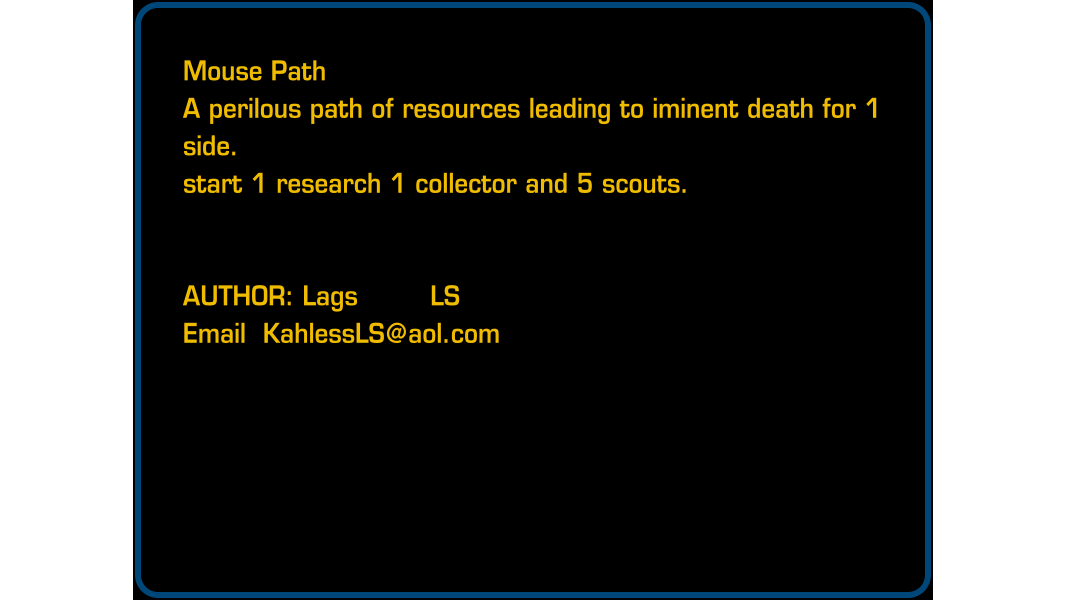 Mouse Path
A perilous path of resources leading to iminent death for 1
side.
start 1 research 1 collector and 5 scouts.
AUTHOR: Lags LS
Email KahlessLS@aol.com